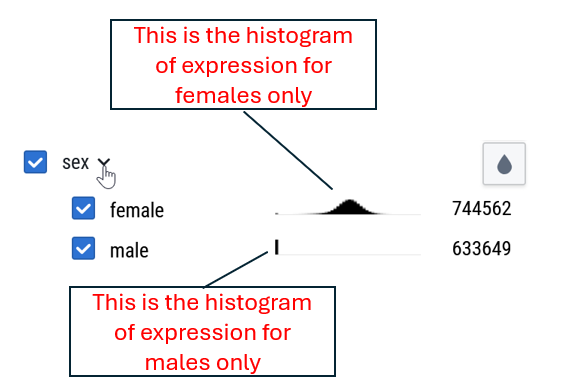 This is the histogram
of expression for
females only
sex
female 744562
male 633649
This is the histogram
of expression for
males only